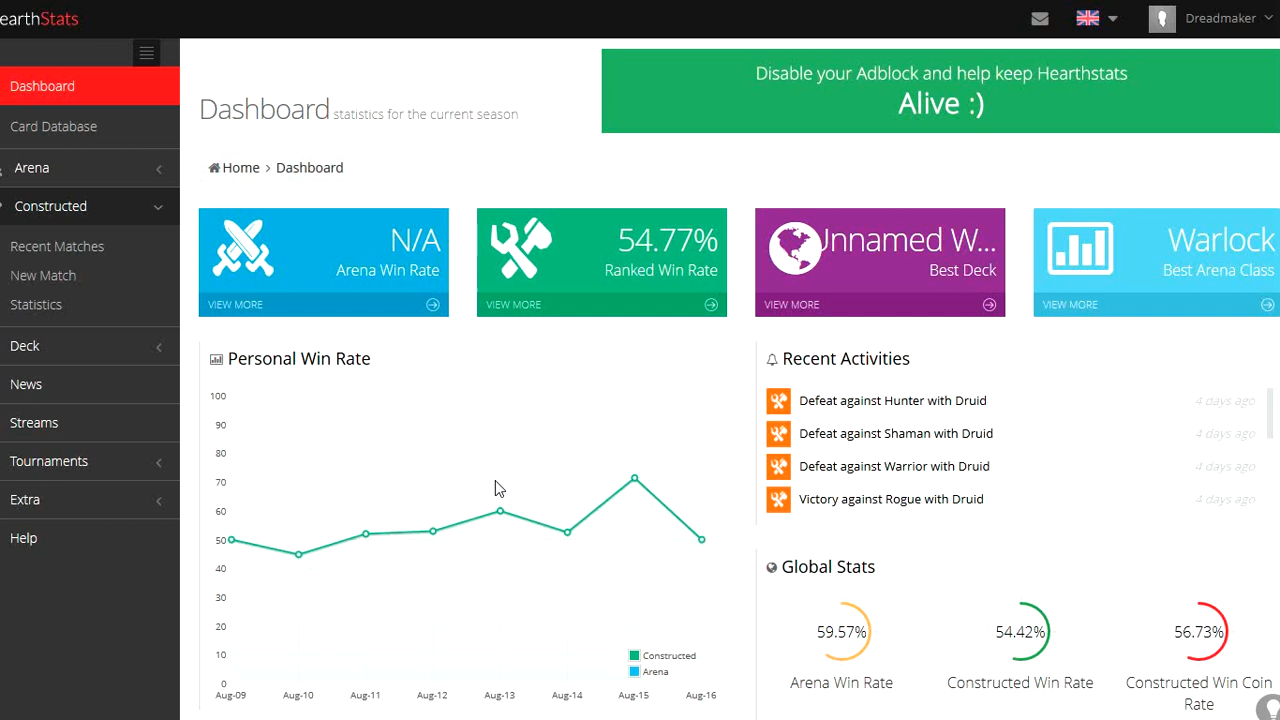 earthStats
Dreadmaker
Dashboard
Card Database
Arena
Constructed
Recent Matches
New Match
Statistics
Deck
News
Streams
Tournaments
Extra
Help
Disable your Adblock and help keep Hearthstats
Alive :)
Dashboard statistics for the current season
Home > Dashboard
N/A
Arena Win Rate
VIEW MORE
54.77%
Ranked Win Rate
VIEW MORE
Unnamed W...
Best Deck
VIEW MORE
Warlock
Best Arena Class
VIEW MORE
Personal Win Rate
100
90
80
70
60
50
40
30
20
10
0
Aug-09 Aug-10 Aug-11 Aug-12 Aug-13 Aug-14 Aug-15 Aug-16
Constructed
Arena
Recent Activities
Defeat against Hunter with Druid 4 days ago
Defeat against Shaman with Druid 4 days ago
Defeat against Warrior with Druid 4 days ago
Victory against Rogue with Druid 4 days ago
Global Stats
59.57% 54.42% 56.73%
Arena Win Rate Constructed Win Rate Constructed Win Coin
Rate